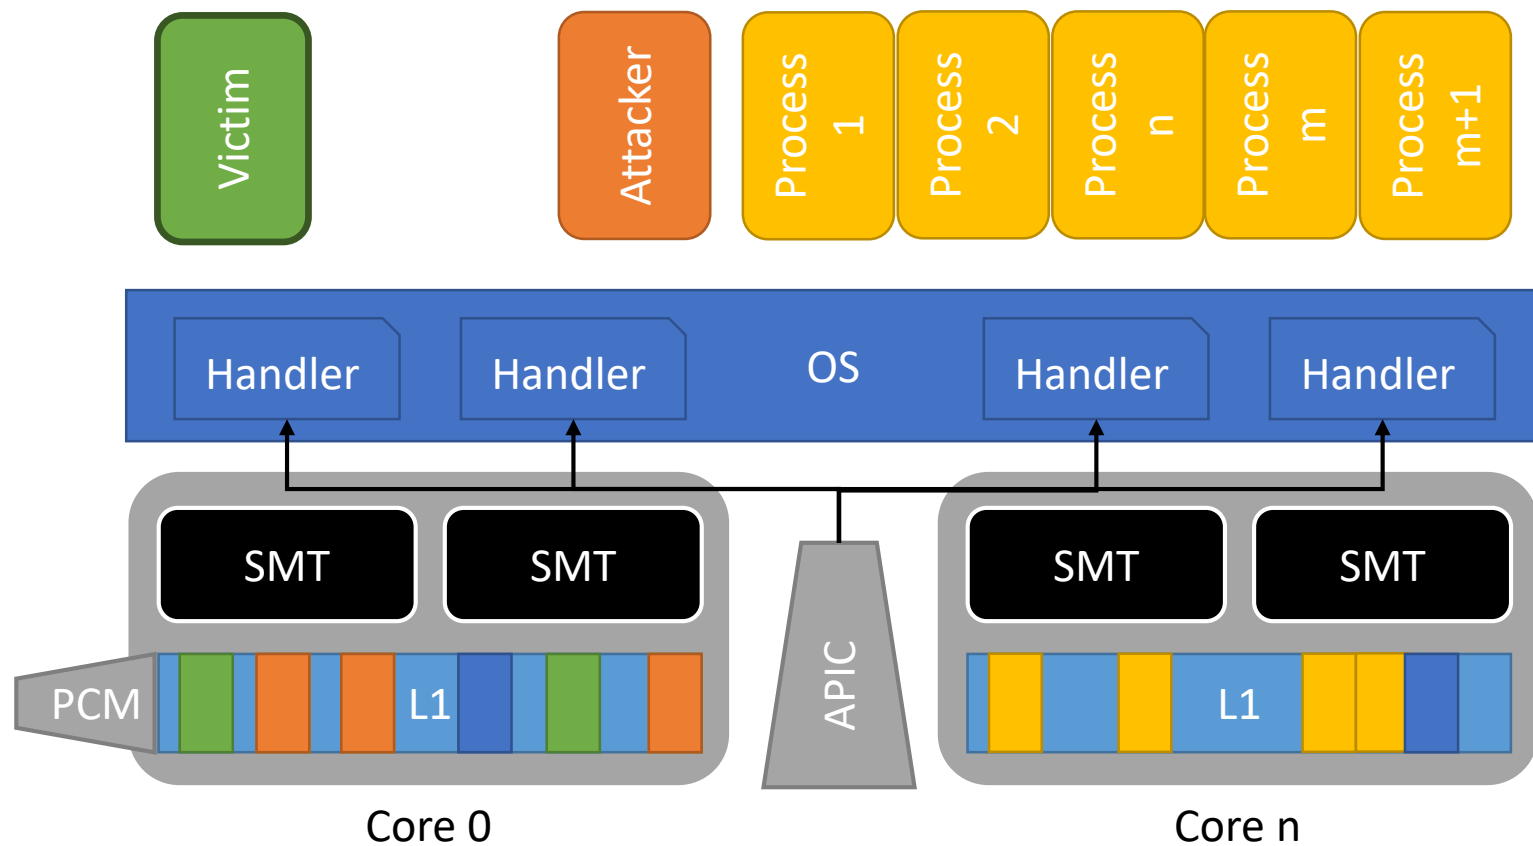 Victim
Attacker
Process
1
Process
2
Process
n
Process
m
Process
m+1
Handler
Handler
OS
Handler
Handler
SMT
SMT
SMT
SMT
PCM
L1
APIC
L1
Core 0
Core n